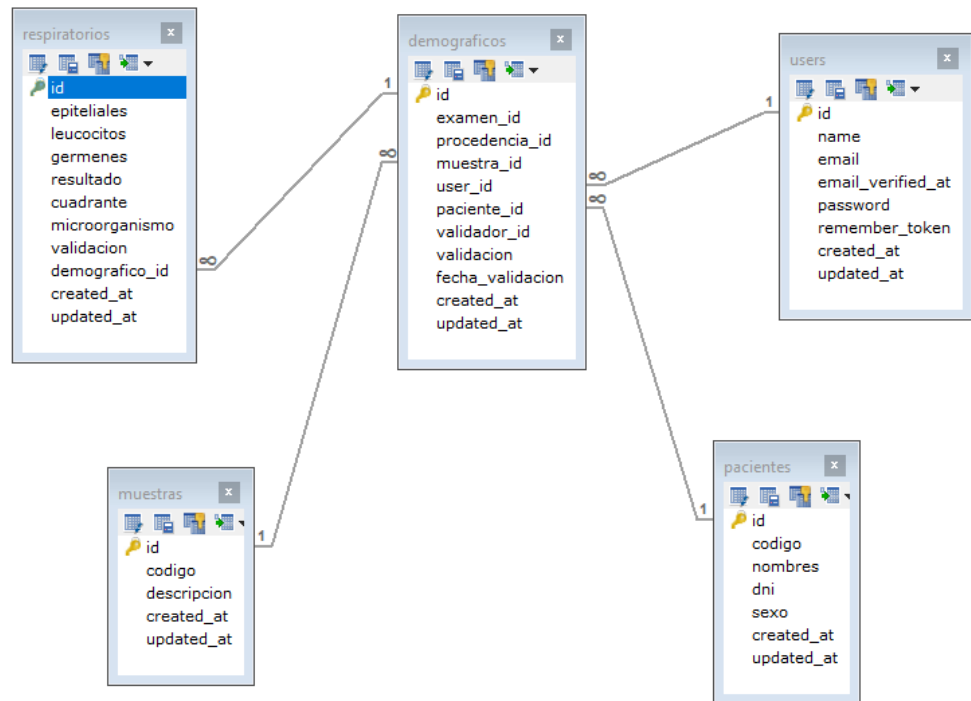 respiratorios
x
id
epiteliales
leucocitos
germenes
resultado
cuadrante
microorganismo
validacion
demografico_id
created_at
updated_at
demograficos
x
id
examen_id
procedencia_id
muestra_id
user_id
paciente_id
validador_id
validacion
fecha_validacion
created_at
updated_at
users
x
id
name
email
email_verified_at
password
remember_token
created_at
updated_at
muestras
x
id
codigo
descripcion
created_at
updated_at
pacientes
x
id
codigo
nombres
dni
sexo
created_at
updated_at
1
∞
∞
1
1
∞
∞
1